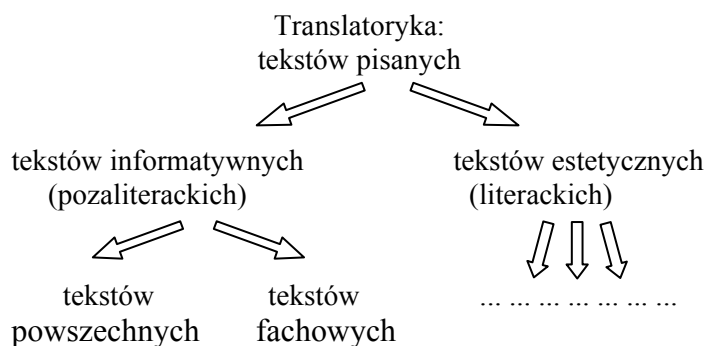 Translatoryka:
tekstów pisanych
tekstów informatywnych
(pozaliterackich)
tekstów estetycznych
(literackich)
tekstów
powszechnych
tekstów
fachowych
... ... ... ... ... ... ...